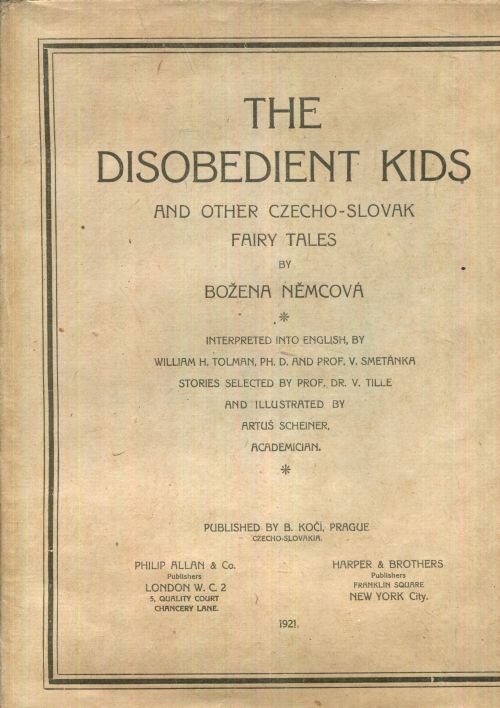 THE
DISOBEDIENT KIDS
AND OTHER CZECHO-SLOVAK
FAIRY TALES
BY
BOŽENA NĚMCOVÁ
*
INTERPRETED INTO ENGLISH, BY
WILLIAM H. TOLMAN, PH. D. AND PROF. V. SMETÁNKA
STORIES SELECTED BY PROF. DR. V. TILLE
AND ILLUSTRATED BY
ARTUŠ SCHEINER,
ACADEMICIAN.
*
PUBLISHED BY B. KOČÍ, PRAGUE
CZECHO-SLOVAKIA.
PHILIP ALLAN & Co.
Publishers
LONDON W. C. 2
5, QUALITY COURT
CHANCERY LANE.
HARPER & BROTHERS
Publishers
FRANKLIN SQUARE
NEW YORK City.
1921.